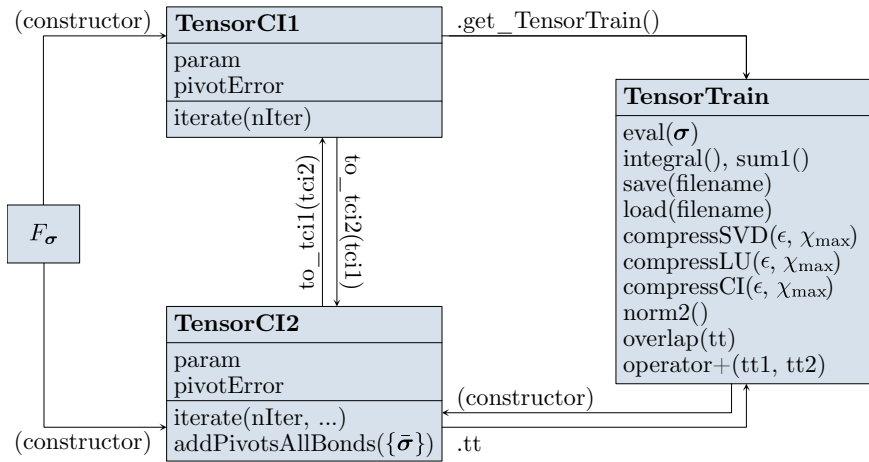 (constructor)
TensorCI1
param
pivotError
iterate(nIter)
.get_TensorTrain()
TensorTrain
eval(𝝈)
integral(), sum1()
save(filename)
load(filename)
compressSVD(ϵ, χmax)
compressLU(ϵ, χmax)
compressCI(ϵ, χmax)
norm2()
overlap(tt)
operator+(tt1, tt2)
to_tci1(tci2)
to_tci2(tci1)
F𝝈
TensorCI2
param
pivotError
iterate(nIter, ...)
addPivotsAllBonds({𝝈̄})
(constructor)
(constructor)
.tt